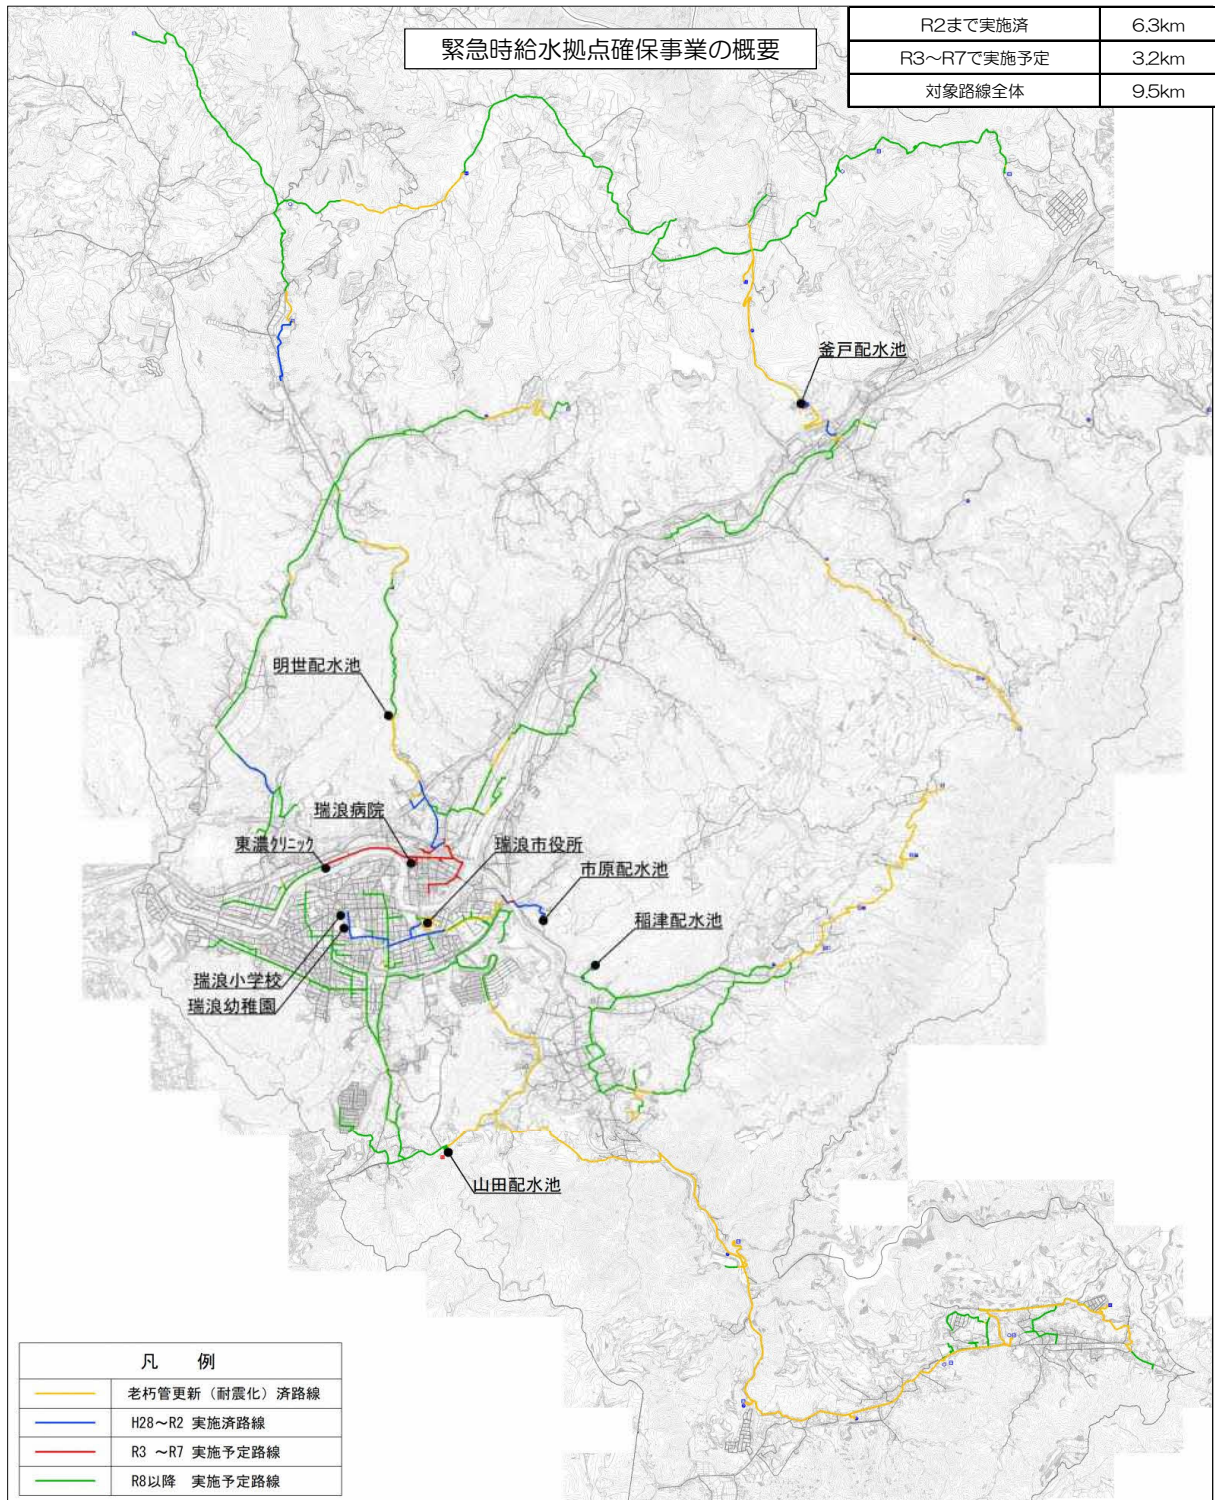 緊急時給水拠点確保事業の概要
R2まで実施済 6.3km
R3～R7で実施予定 3.2km
対象路線全体 9.5km
釜戸配水池
明世配水池
瑞浪病院
東濃クリニック
瑞浪市役所
市原配水池
稲津配水池
瑞浪小学校
瑞浪幼稚園
山田配水池
凡 例
老朽管更新（耐震化）済路線
H28～R2 実施済路線
R3 ～R7 実施予定路線
R8以降 実施予定路線